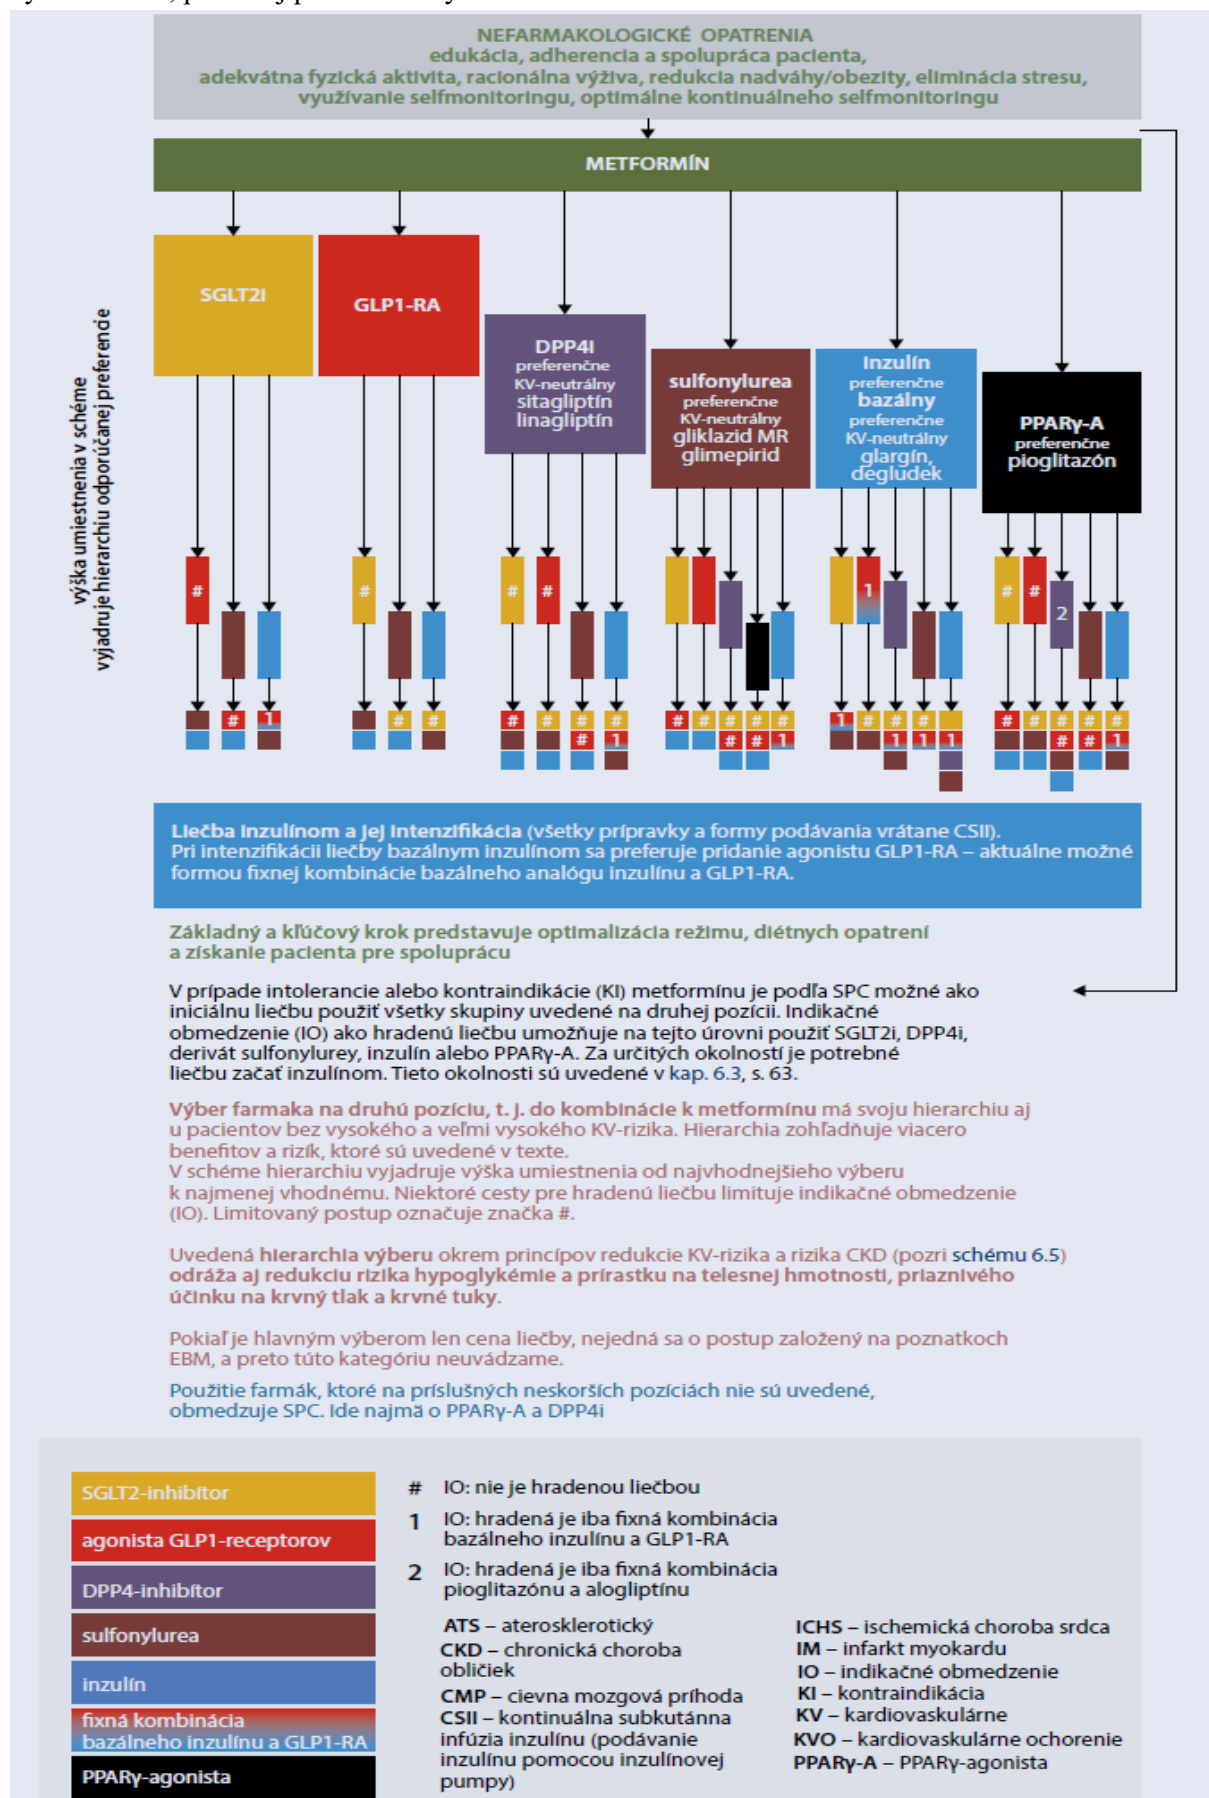 NEFARMAKOLOGICKÉ OPATRENIA
edukácia, adherencia a spolupráca pacienta,
adekvátna fyzická aktivita, racionálna výživa, redukcia nadváhy/obezity, eliminácia stresu,
využívanie selfmonitoringu, optimálne kontinuálneho selfmonitoringu
METFORMÍN
výška umiestnenia v schéme
vyjadruje hierarchiu odporúčanej preferencie
SGLT2i
GLP1-RA
DPP4i
preferenčne
KV-neutrálny
sitagliptín
linagliptín
sulfonylurea
preferenčne
KV-neutrálny
gliklazid MR
glimepirid
Inzulín
preferenčne
bazálny
preferenčne
KV-neutrálny
glargín,
degludek
PPARγ-A
preferenčne
pioglitazón
# # # # 1 # # 2
# 1 # # # # # # # # # # # 1 # # # # # # # #
# 1 # # 1 1 1 1 # # 1
Liečba inzulínom a jej intenzifikácia (všetky prípravky a formy podávania vrátane CSII).
Pri intenzifikácii liečby bazálnym inzulínom sa preferuje pridanie agonistu GLP1-RA – aktuálne možné
formou fixnej kombinácie bazálneho analógu inzulínu a GLP1-RA.
Základný a kľúčový krok predstavuje optimalizácia režimu, diétnych opatrení
a získanie pacienta pre spoluprácu
V prípade intolerancie alebo kontraindikácie (KI) metformínu je podľa SPC možné ako
iniciálnu liečbu použiť všetky skupiny uvedené na druhej pozícii. Indikačné
obmedzenie (IO) ako hradenú liečbu umožňuje na tejto úrovni použiť SGLT2i, DPP4i,
derivát sulfonylurey, inzulín alebo PPARγ-A. Za určitých okolností je potrebné
liečbu začať inzulínom. Tieto okolnosti sú uvedené v kap. 6.3, s. 63.
Výber farmaka na druhú pozíciu, t. j. do kombinácie k metformínu má svoju hierarchiu aj
u pacientov bez vysokého a veľmi vysokého KV-rizika. Hierarchia zohľadňuje viacero
benefitov a rizík, ktoré sú uvedené v texte.
V schéme hierarchiu vyjadruje výška umiestnenia od najvhodnejšieho výberu
k najmenej vhodnému. Niektoré cesty pre hradenú liečbu limituje indikačné obmedzenie
(IO). Limitovaný postup označuje značka #.
Uvedená hierarchia výberu okrem princípov redukcie KV-rizika a rizika CKD (pozri schému 6.5)
odráža aj redukciu rizika hypoglykémie a prírastku na telesnej hmotnosti, priaznivého
účinku na krvný tlak a krvné tuky.
Pokiaľ je hlavným výberom len cena liečby, nejedná sa o postup založený na poznatkoch
EBM, a preto túto kategóriu neuvádzame.
Použitie farmák, ktoré na príslušných neskorších pozíciách nie sú uvedené,
obmedzuje SPC. Ide najmä o PPARγ-A a DPP4i
SGLT2-inhibítor
agonista GLP1-receptorov
DPP4-inhibítor
sulfonylurea
inzulín
fixná kombinácia
bazálneho inzulínu a GLP1-RA
PPARγ-agonista
# IO: nie je hradenou liečbou
1 IO: hradená je iba fixná kombinácia
bazálneho inzulínu a GLP1-RA
2 IO: hradená je iba fixná kombinácia
pioglitazónu a alogliptínu
ATS – aterosklerotický
CKD – chronická choroba
obličiek
CMP – cievna mozgová príhoda
CSII – kontinuálna subkutánna
infúzia inzulínu (podávanie
inzulínu pomocou inzulínovej
pumpy)
ICHS – ischemická choroba srdca
IM – infarkt myokardu
IO – indikačné obmedzenie
KI – kontraindikácia
KV – kardiovaskulárne
KVO – kardiovaskulárne ochorenie
PPARγ-A – PPARγ-agonista